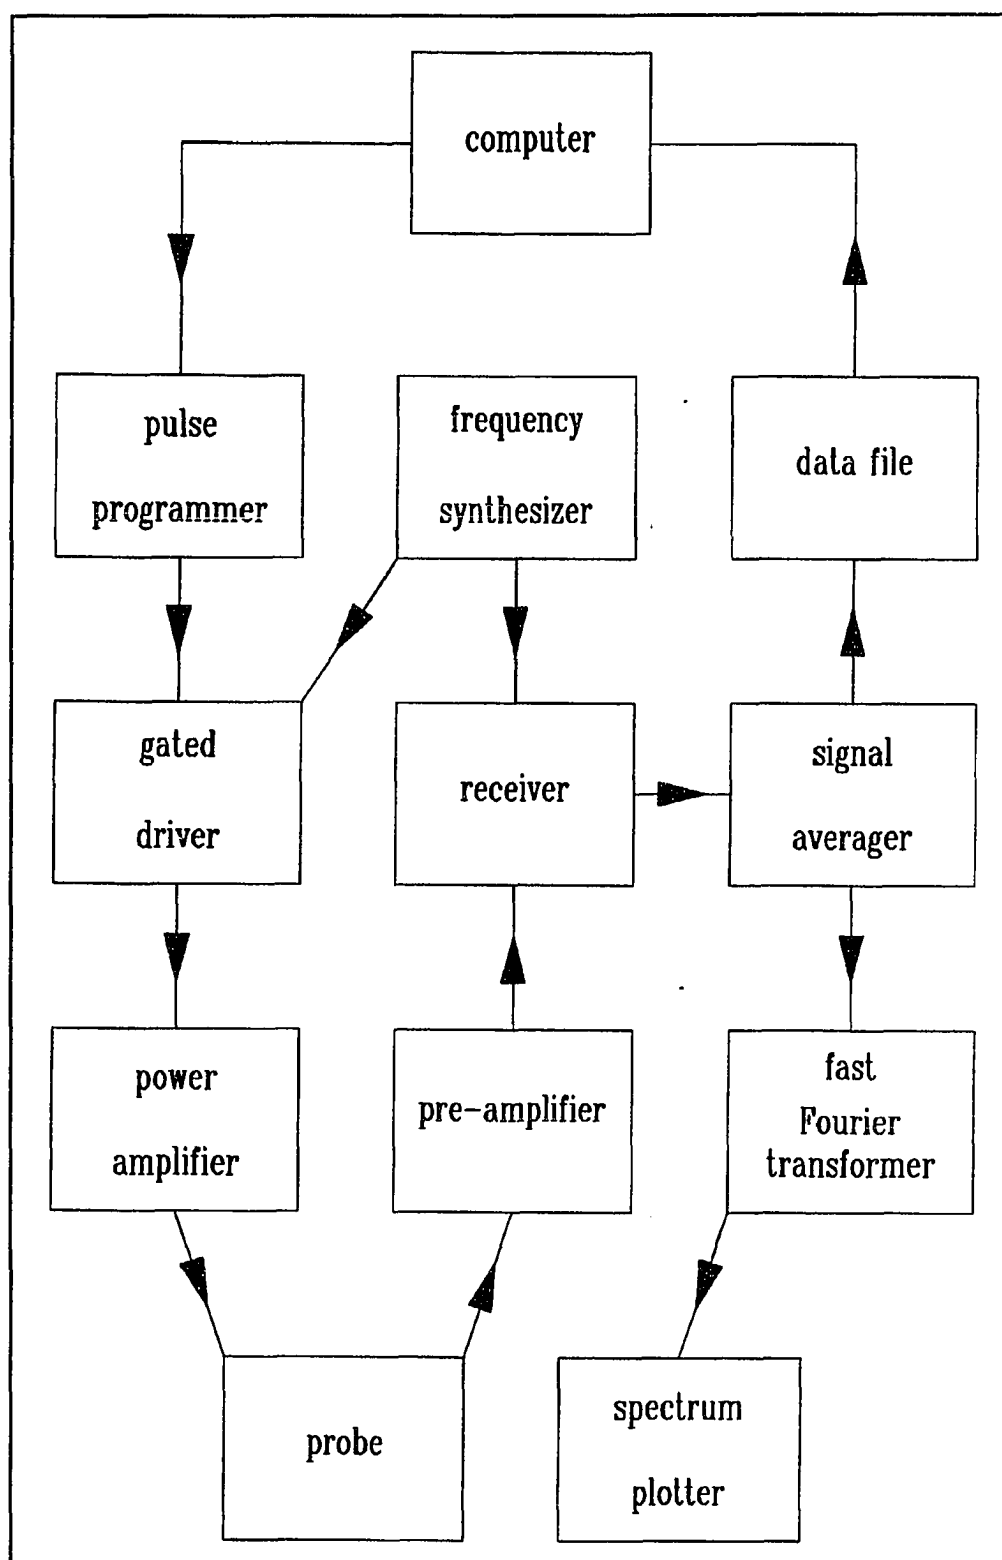 computer
pulse
programmer
frequency
synthesizer
data file
gated
driver
receiver
signal
averager
power
amplifier
pre-amplifier
fast
Fourier
transformer
probe
spectrum
plotter